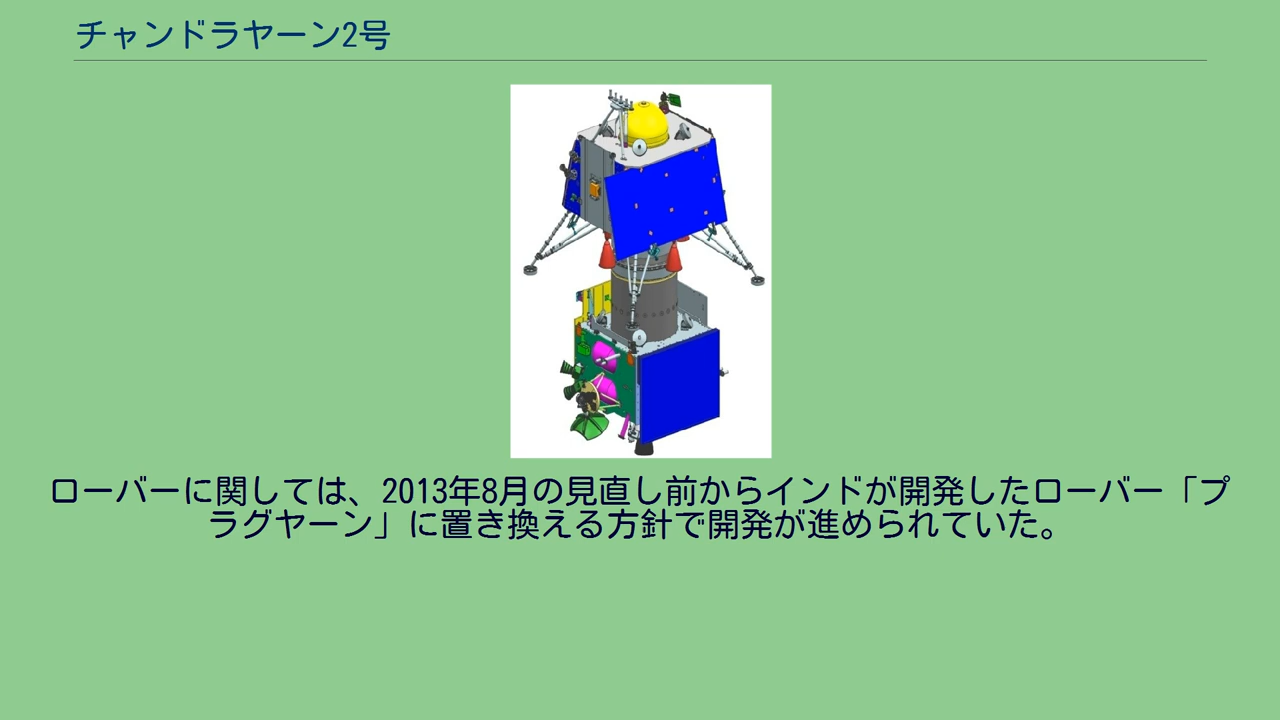 チャンドラヤーン2号
ローバーに関しては、2013年8月の見直し前からインドが開発したローバー「プ
ラグヤーン」に置き換える方針で開発が進められていた。